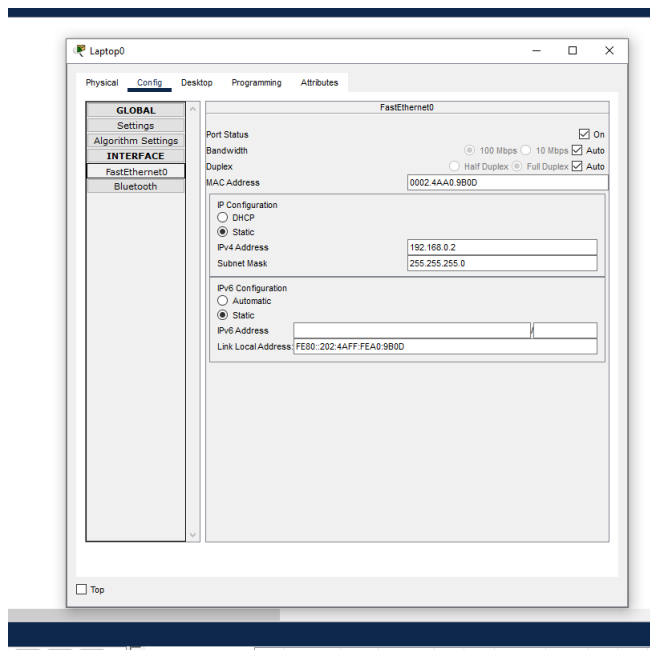 Laptop0
Physical Config Desktop Programming Attributes
GLOBAL
Settings
Algorithm Settings
INTERFACE
FastEthernet0
Bluetooth
FastEthernet0
Port Status On
Bandwidth 100 Mbps 10 Mbps Auto
Duplex Half Duplex Full Duplex Auto
MAC Address 0002.4AA0.9B0D
IP Configuration
DHCP
Static
IPv4 Address 192.168.0.2
Subnet Mask 255.255.255.0
IPv6 Configuration
Automatic
Static
IPv6 Address /
Link Local Address: FE80::202:4AFF:FEA0:9B0D
Top